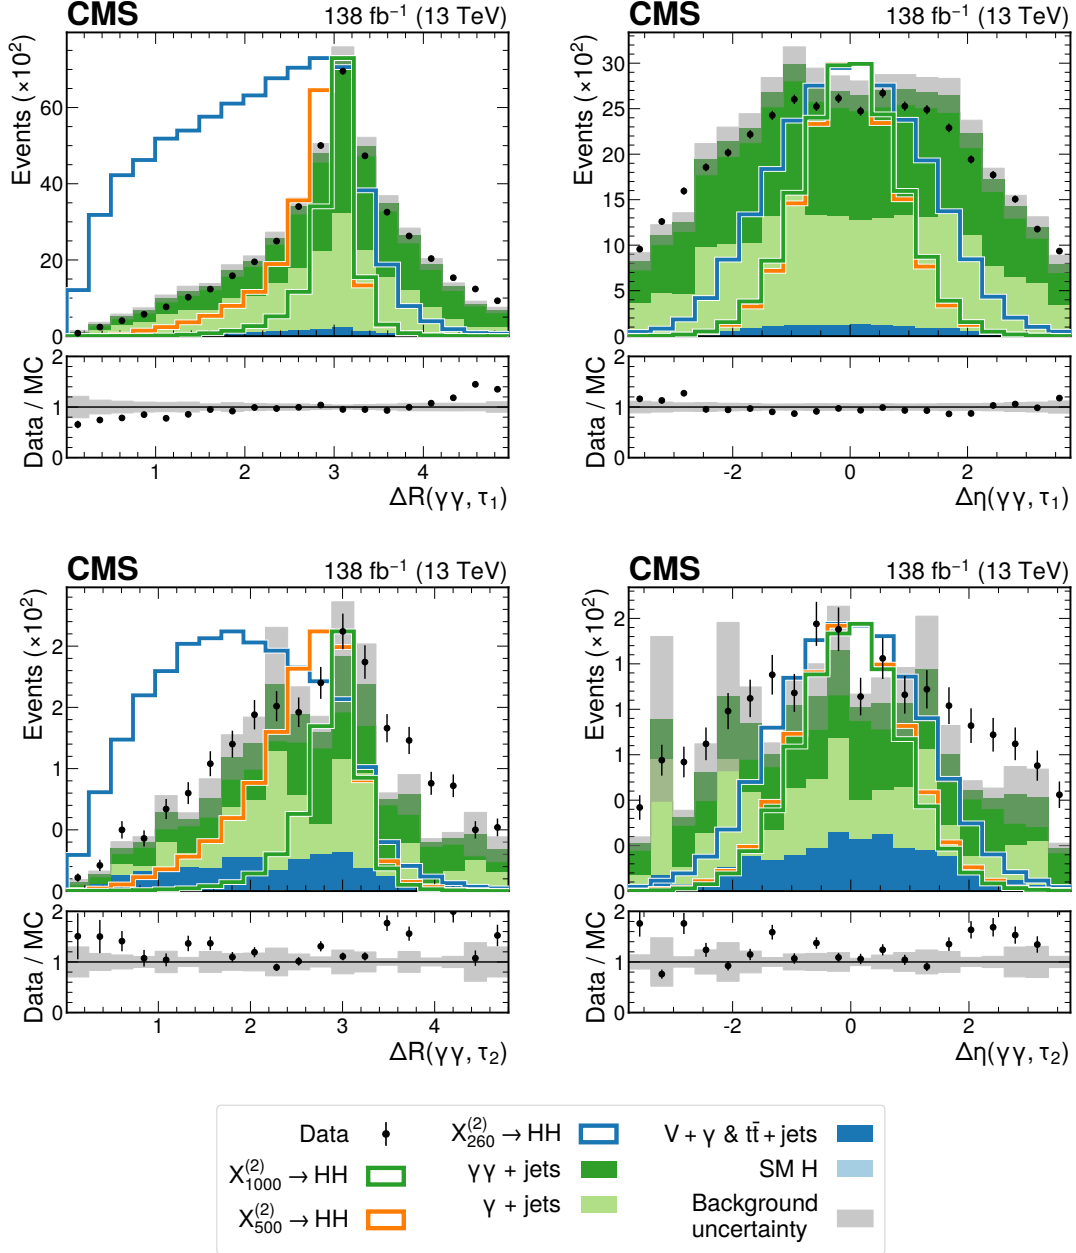 CMS 138 fb⁻¹ (13 TeV)
Events (×10²)
60
40
20
0
Data / MC
2
1
0
1 2 3 4
ΔR(γγ, τ₁)
CMS 138 fb⁻¹ (13 TeV)
Events (×10²)
30
25
20
15
10
5
0
Data / MC
2
1
0
-2 0 2
Δη(γγ, τ₁)
CMS 138 fb⁻¹ (13 TeV)
Events (×10²)
2
2
1
0
0
Data / MC
2
1
0
1 2 3 4
ΔR(γγ, τ₂)
CMS 138 fb⁻¹ (13 TeV)
Events (×10²)
2
1
1
1
0
0
0
Data / MC
2
1
0
-2 0 2
Δη(γγ, τ₂)
Data
X₁₀₀₀⁽²⁾ → HH
X₅₀₀⁽²⁾ → HH
X₂₆₀⁽²⁾ → HH
γγ + jets
γ + jets
V + γ & tt̄ + jets
SM H
Background
uncertainty